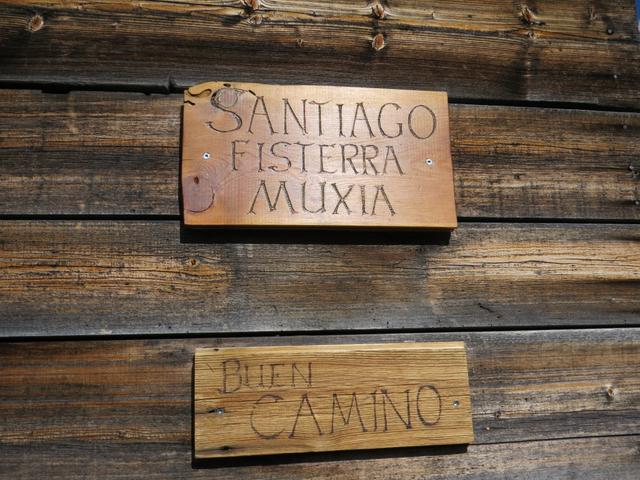 SANTIAGO
FISTERRA
MUXIA
BUEN
CAMINO